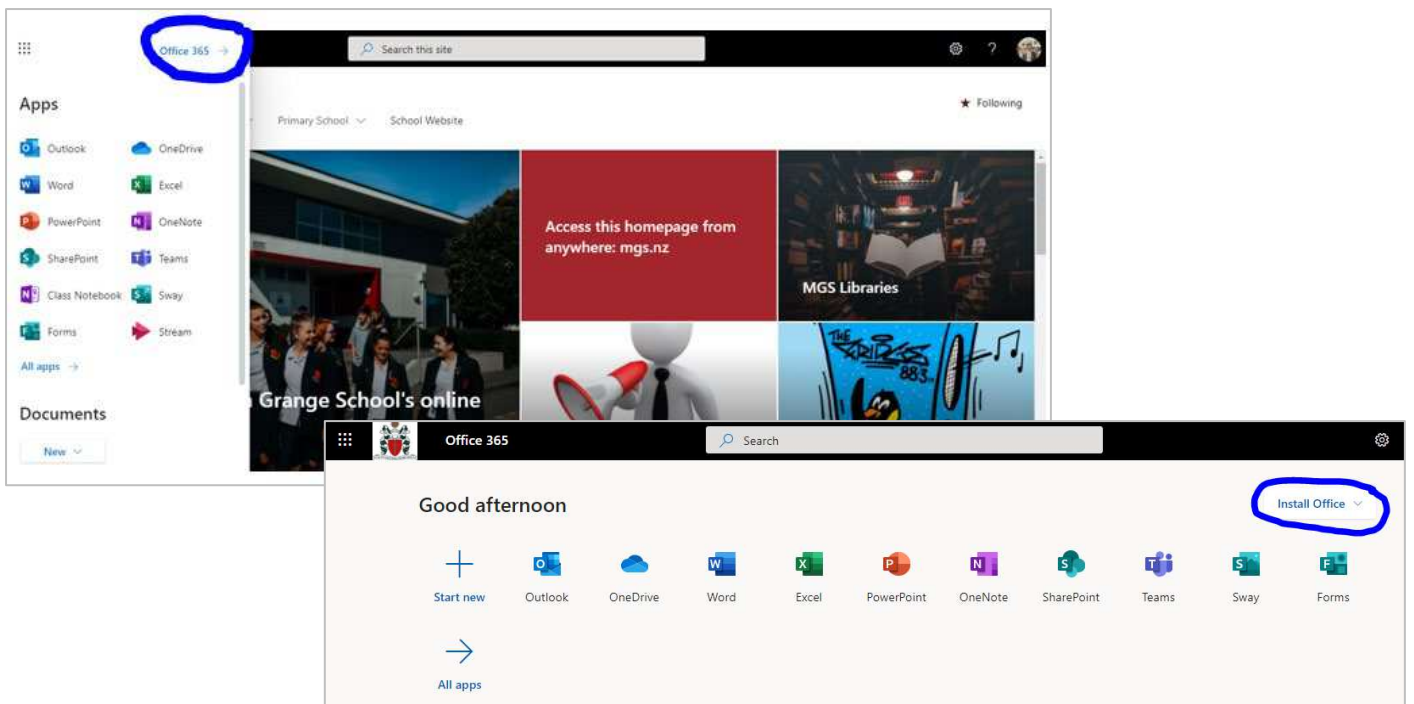 Office 365 →
Search this site
?
Apps
Following
Primary School
School Website
Outlook
OneDrive
Word
Excel
PowerPoint
OneNote
SharePoint
Teams
Class Notebook
Sway
Forms
Stream
All apps →
Documents
New
Access this homepage from
anywhere: mgs.nz
MGS Libraries
Grange School's online
THE
88.3
Office 365
Search
Good afternoon
Install Office
Start new
Outlook
OneDrive
Word
Excel
PowerPoint
OneNote
SharePoint
Teams
Sway
Forms
All apps